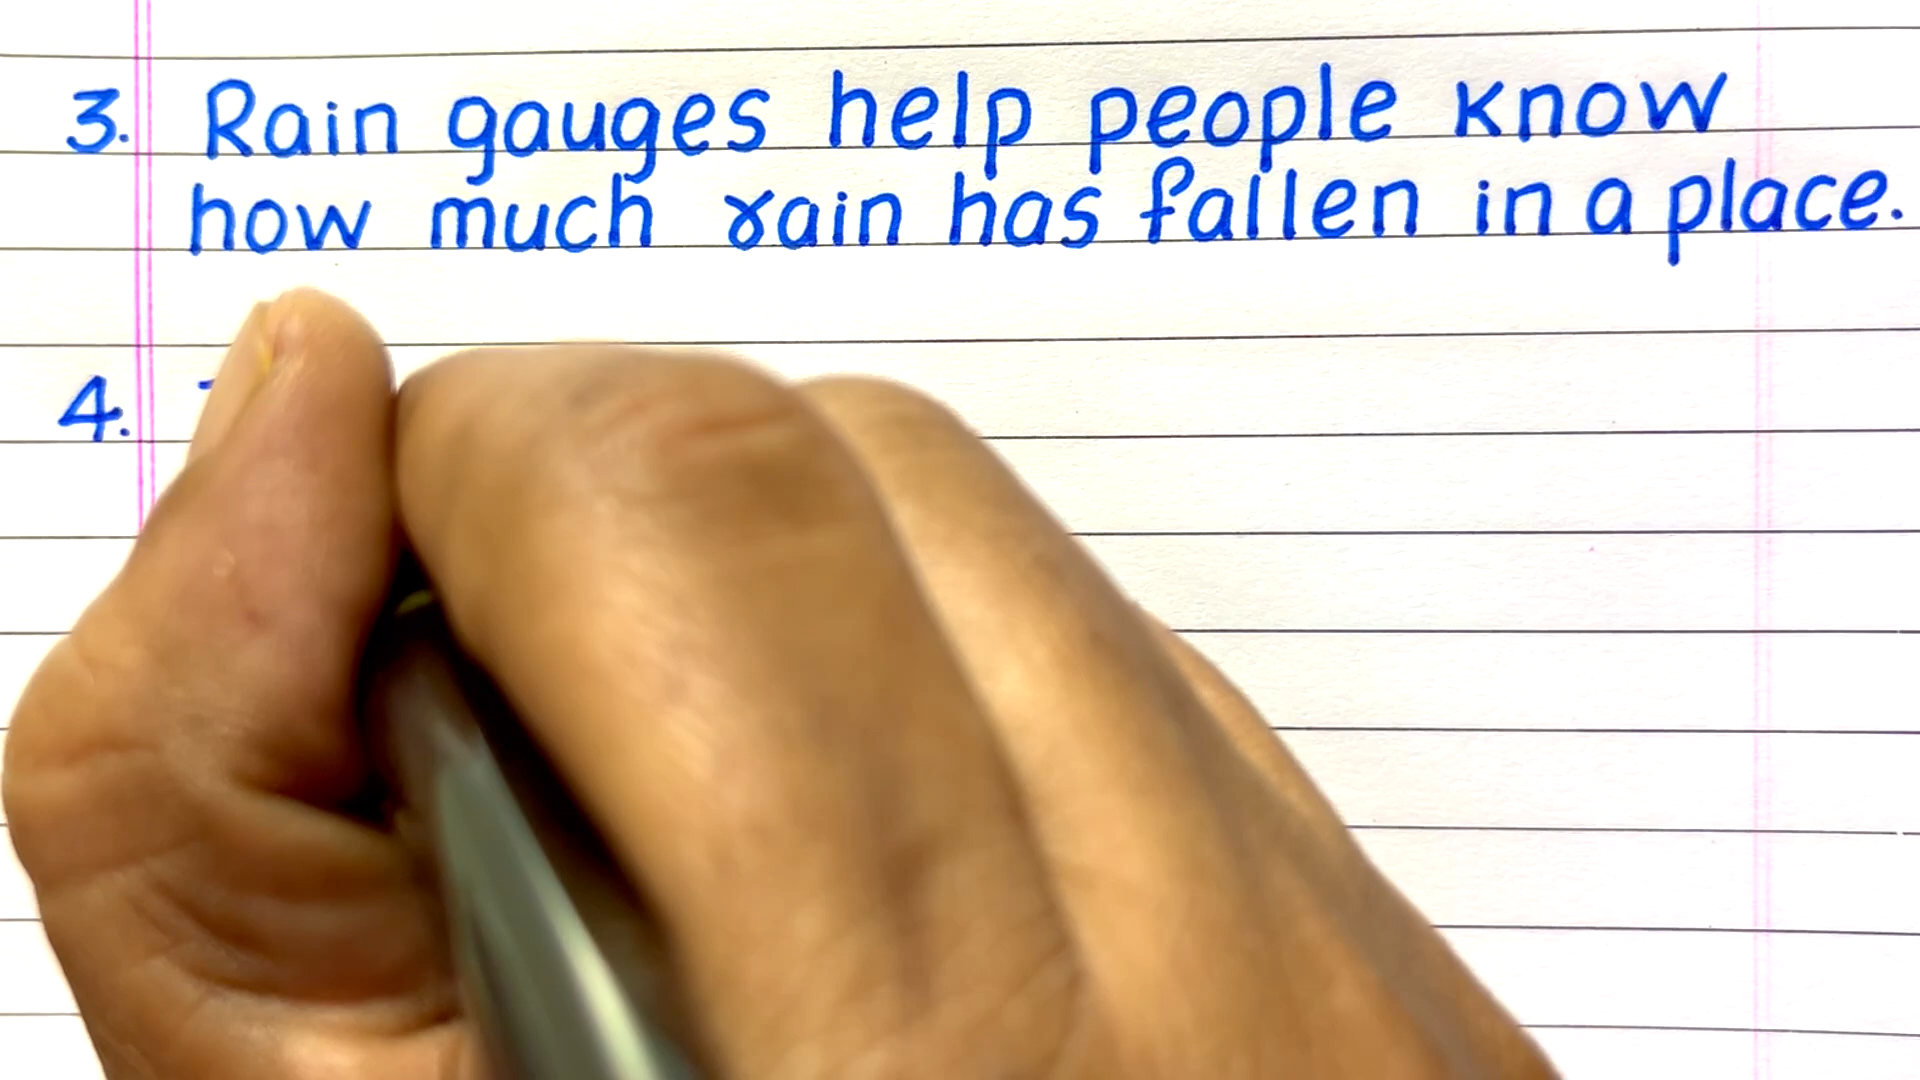 3. Rain gauges help people know
how much rain has fallen in a place.
4.